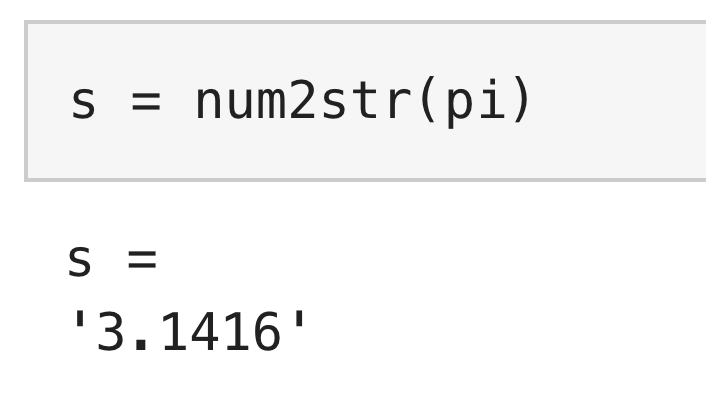 s = num2str(pi)
s =
'3.1416'